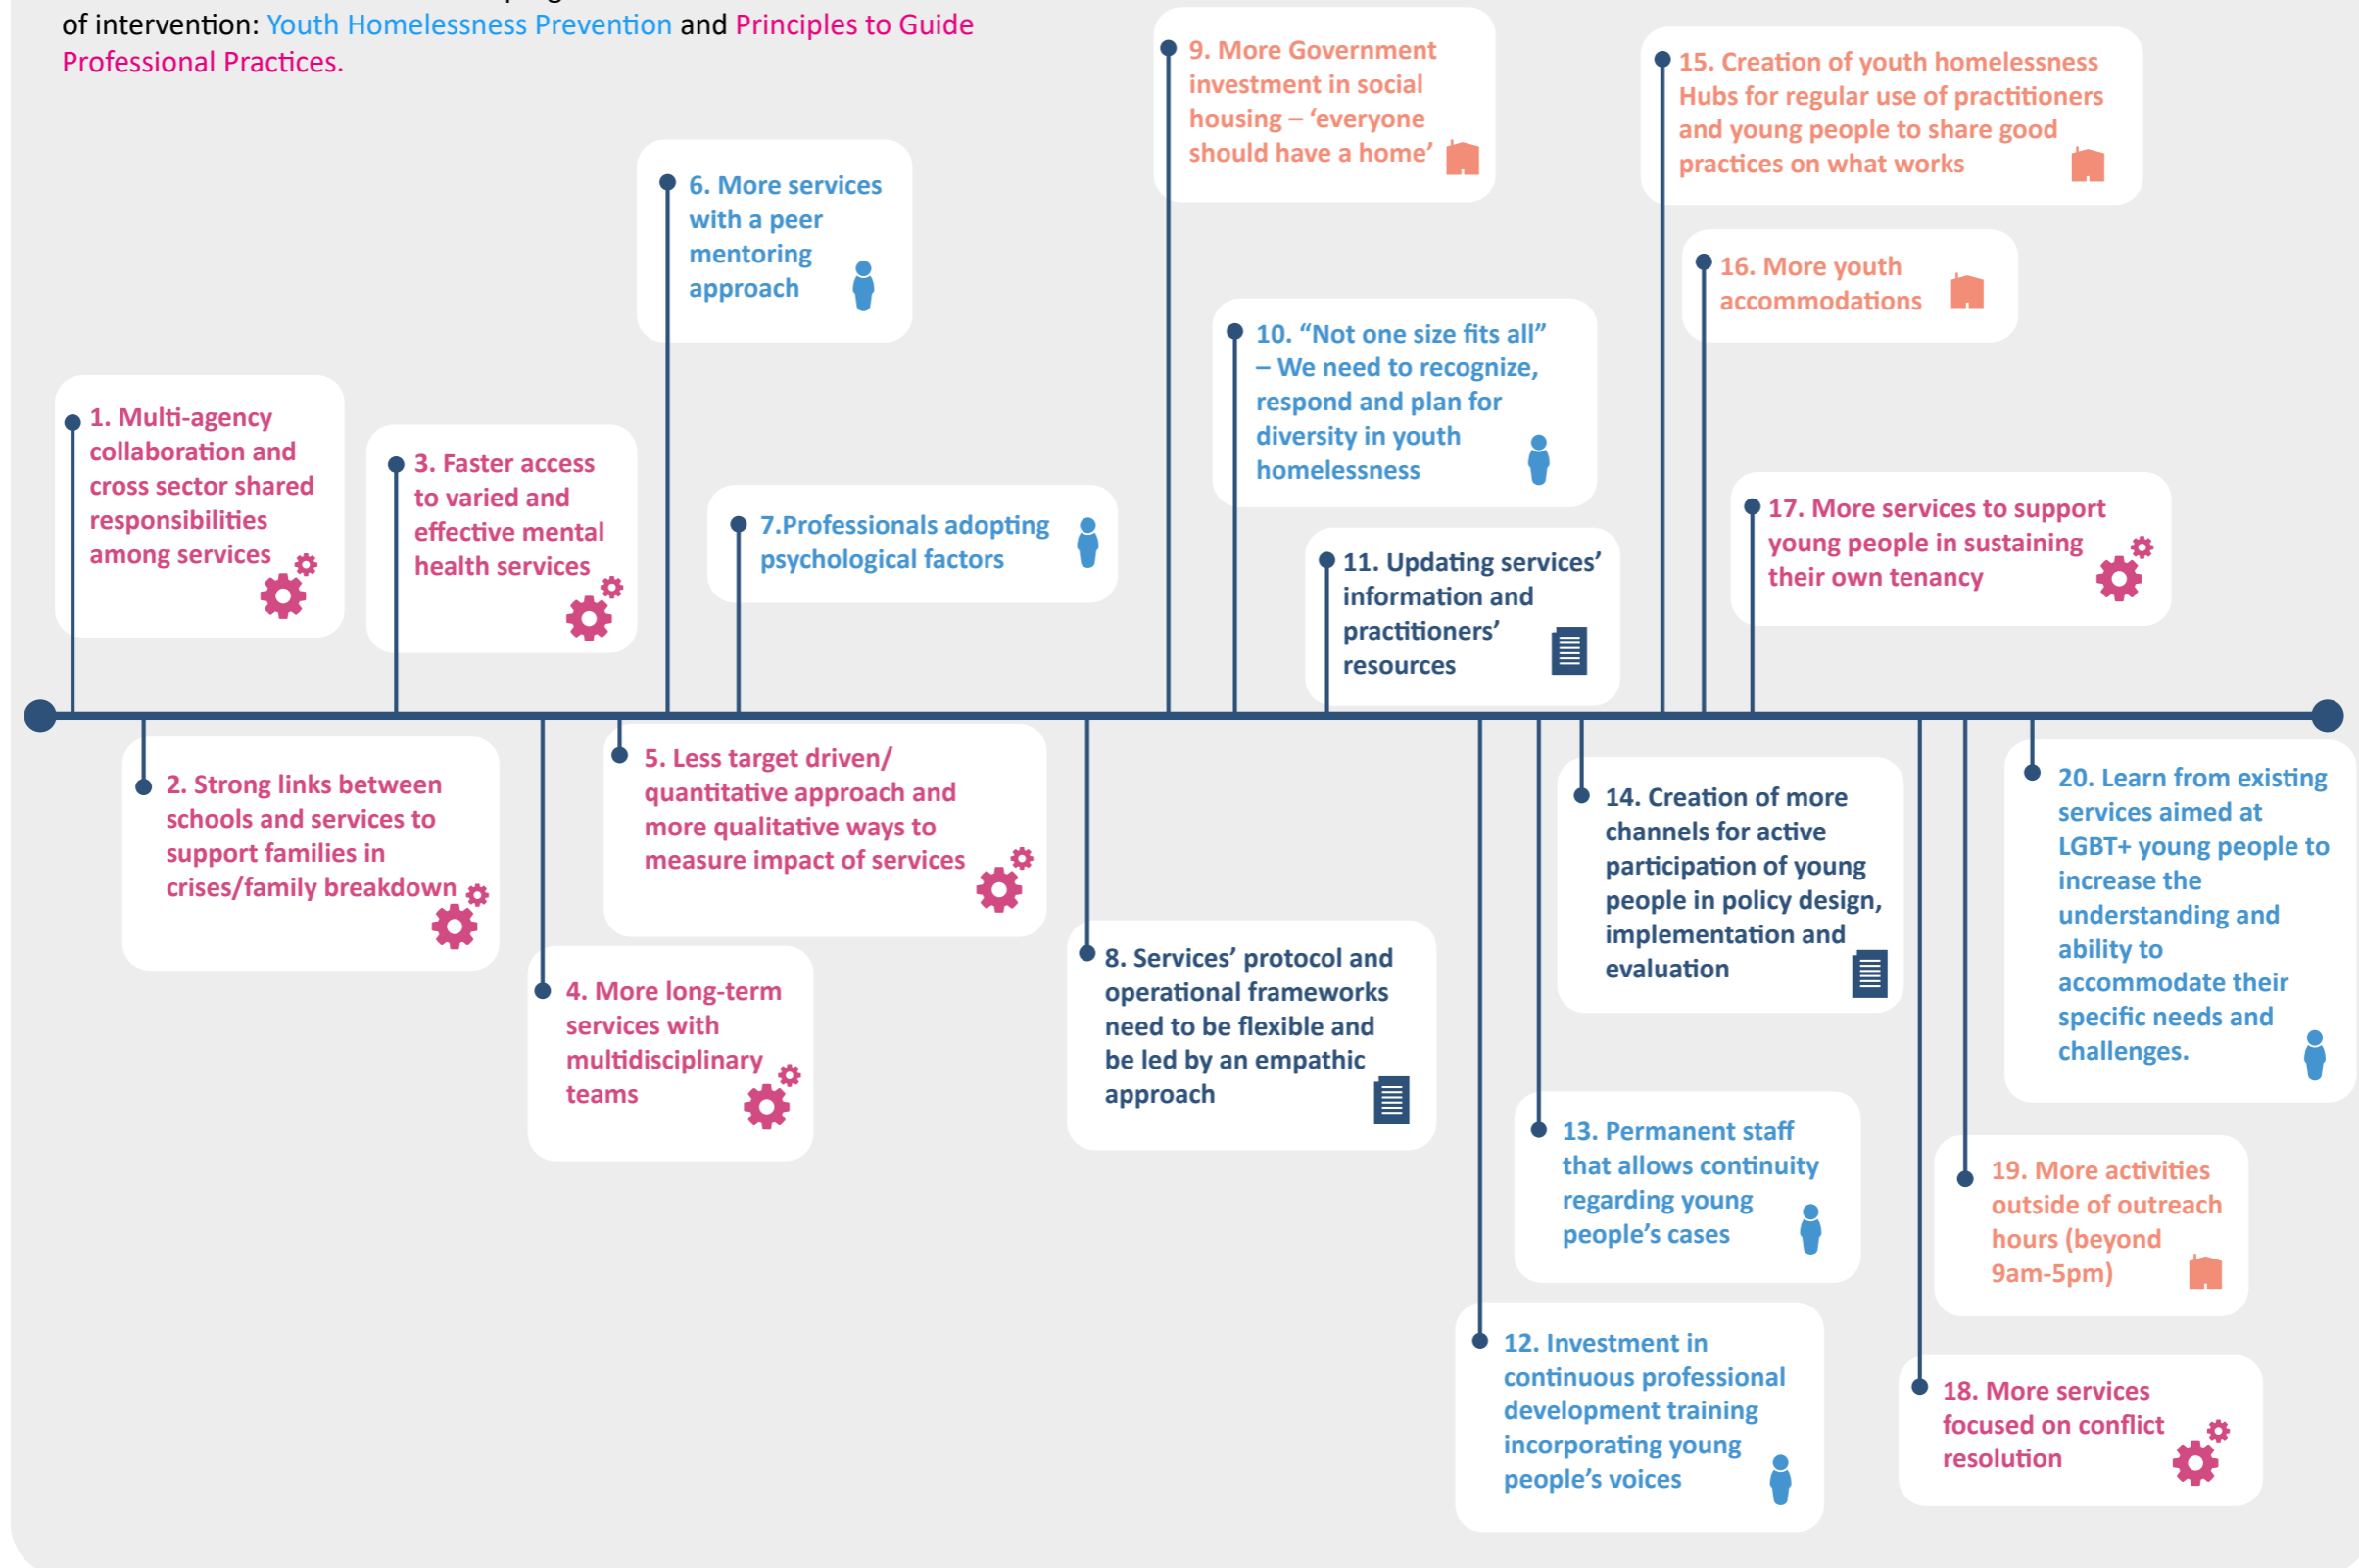 of intervention: Youth Homelessness Prevention and Principles to Guide
Professional Practices.
1. Multi-agency
collaboration and
cross sector shared
responsibilities
among services
2. Strong links between
schools and services to
support families in
crises/family breakdown
3. Faster access
to varied and
effective mental
health services
4. More long-term
services with
multidisciplinary
teams
5. Less target driven/
quantitative approach and
more qualitative ways to
measure impact of services
6. More services
with a peer
mentoring
approach
7.Professionals adopting
psychological factors
8. Services’ protocol and
operational frameworks
need to be flexible and
be led by an empathic
approach
9. More Government
investment in social
housing – ‘everyone
should have a home’
10. “Not one size fits all”
– We need to recognize,
respond and plan for
diversity in youth
homelessness
11. Updating services’
information and
practitioners’
resources
12. Investment in
continuous professional
development training
incorporating young
people’s voices
13. Permanent staff
that allows continuity
regarding young
people’s cases
14. Creation of more
channels for active
participation of young
people in policy design,
implementation and
evaluation
15. Creation of youth homelessness
Hubs for regular use of practitioners
and young people to share good
practices on what works
16. More youth
accommodations
17. More services to support
young people in sustaining
their own tenancy
18. More services
focused on conflict
resolution
19. More activities
outside of outreach
hours (beyond
9am-5pm)
20. Learn from existing
services aimed at
LGBT+ young people to
increase the
understanding and
ability to
accommodate their
specific needs and
challenges.